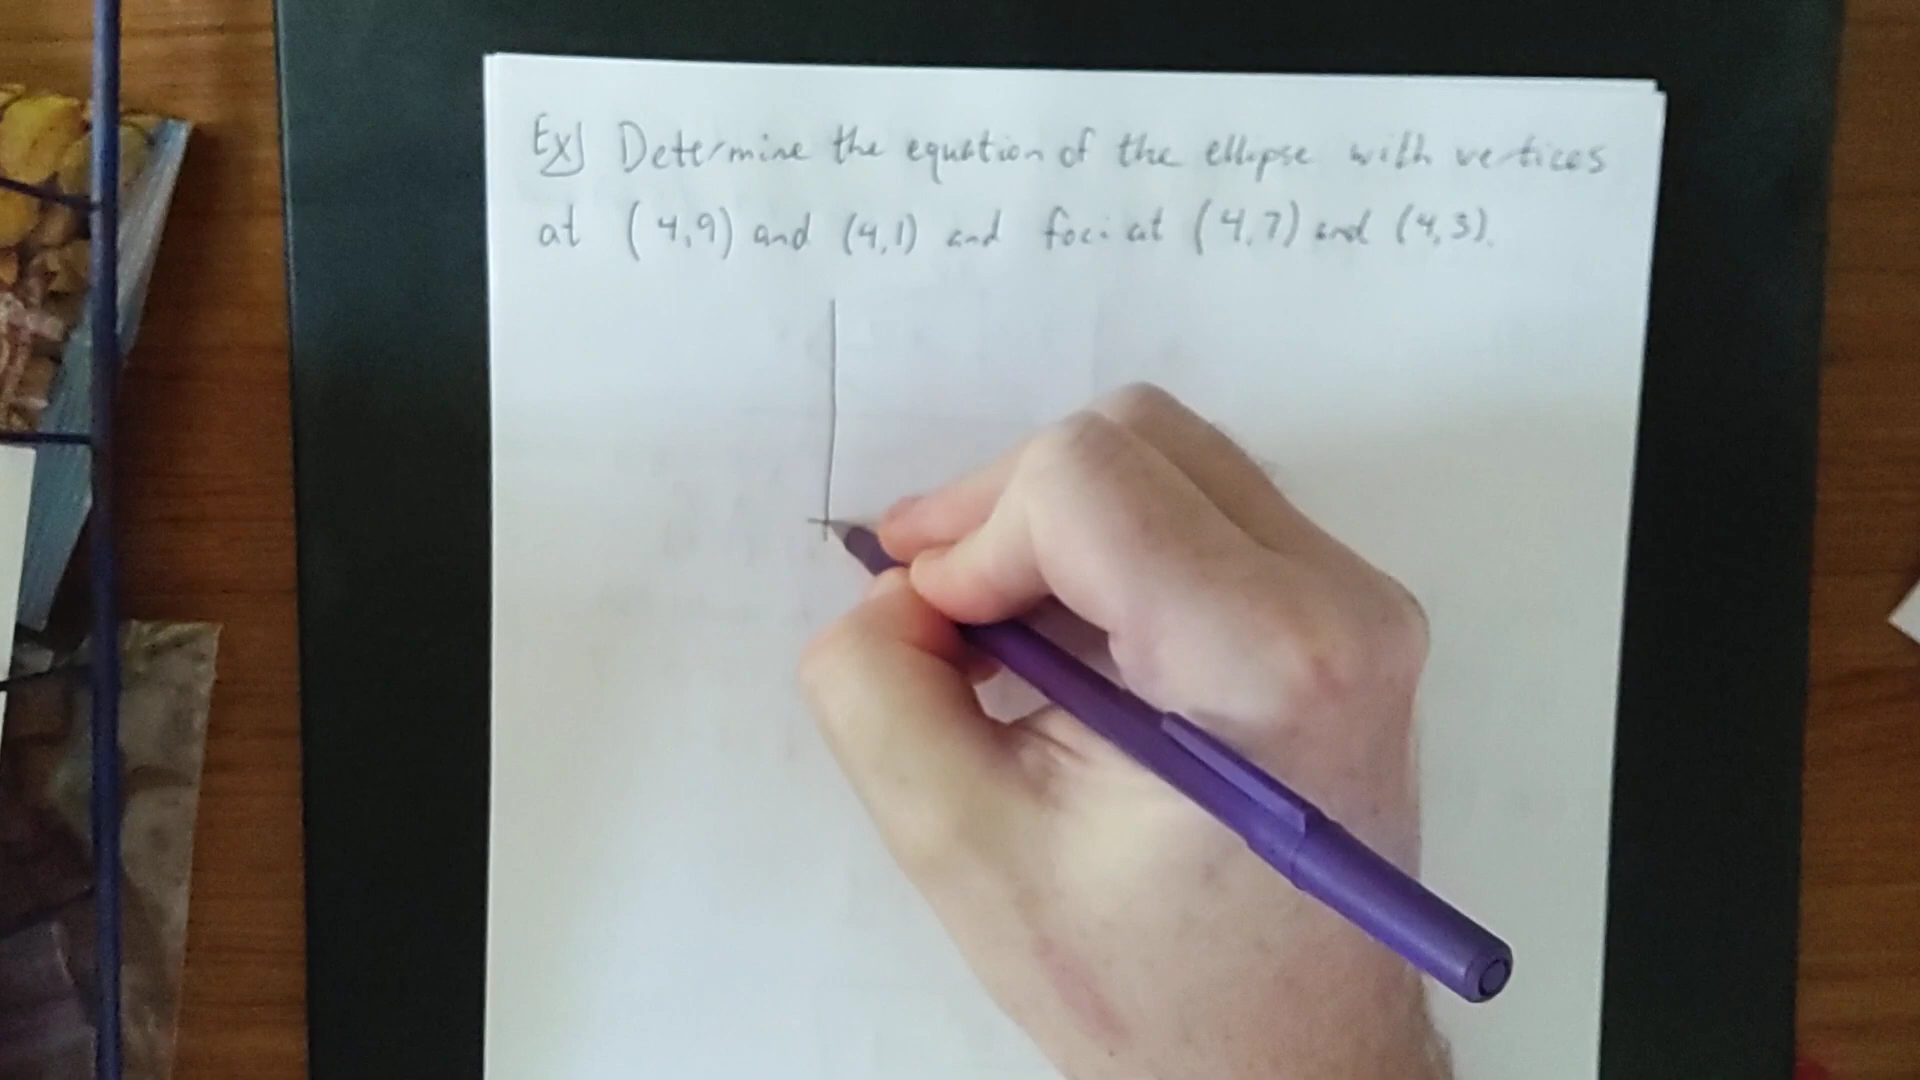 Ex) Determine the equation of the ellipse with vertices
at (4,9) and (4,1) and foci at (4,7) and (4,3).